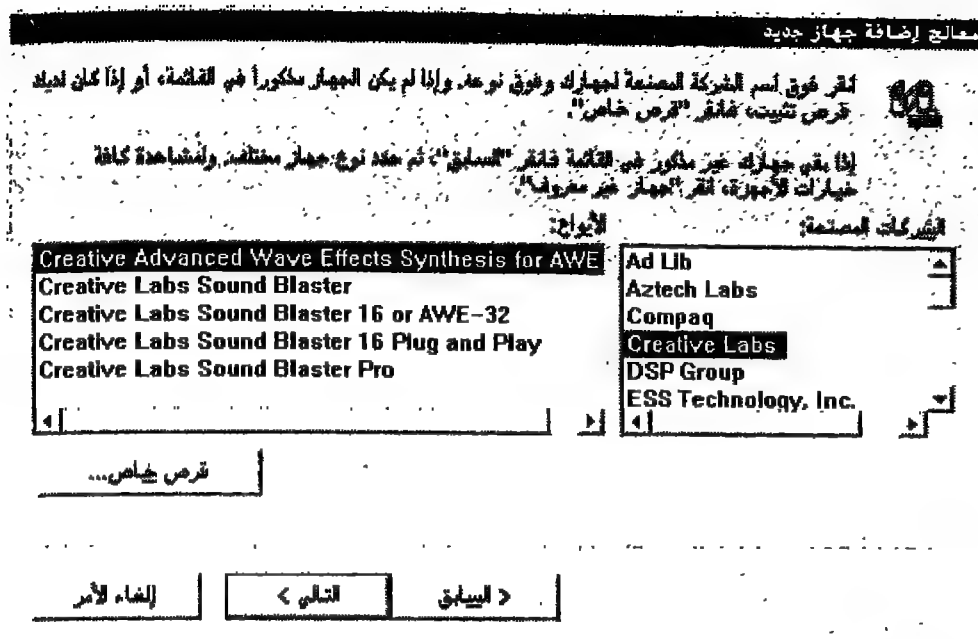 معالج إضافة جهاز جديد
أنقر فوق اسم الشركة المصنعة لجهازك وفوق نوعه. وإذا لم يكن الجهاز مذكوراً في القائمة، أو إذا كان لديك
قرص تثبيت، فانقر "قرص خاص".
إذا بقي جهازك غير مذكور في القائمة فانقر "السابق"، ثم حدد نوع جهاز مختلف. ولمشاهدة كافة
خيارات الأجهزة، انقر "جهاز غير معروف".
الشركات المصنعة:
Ad Lib
Aztech Labs
Compaq
Creative Labs
DSP Group
ESS Technology, Inc.
الأنواع:
Creative Advanced Wave Effects Synthesis for AWE
Creative Labs Sound Blaster
Creative Labs Sound Blaster 16 or AWE-32
Creative Labs Sound Blaster 16 Plug and Play
Creative Labs Sound Blaster Pro
قرص خاص...
< السابق
التالي >
إلغاء الأمر